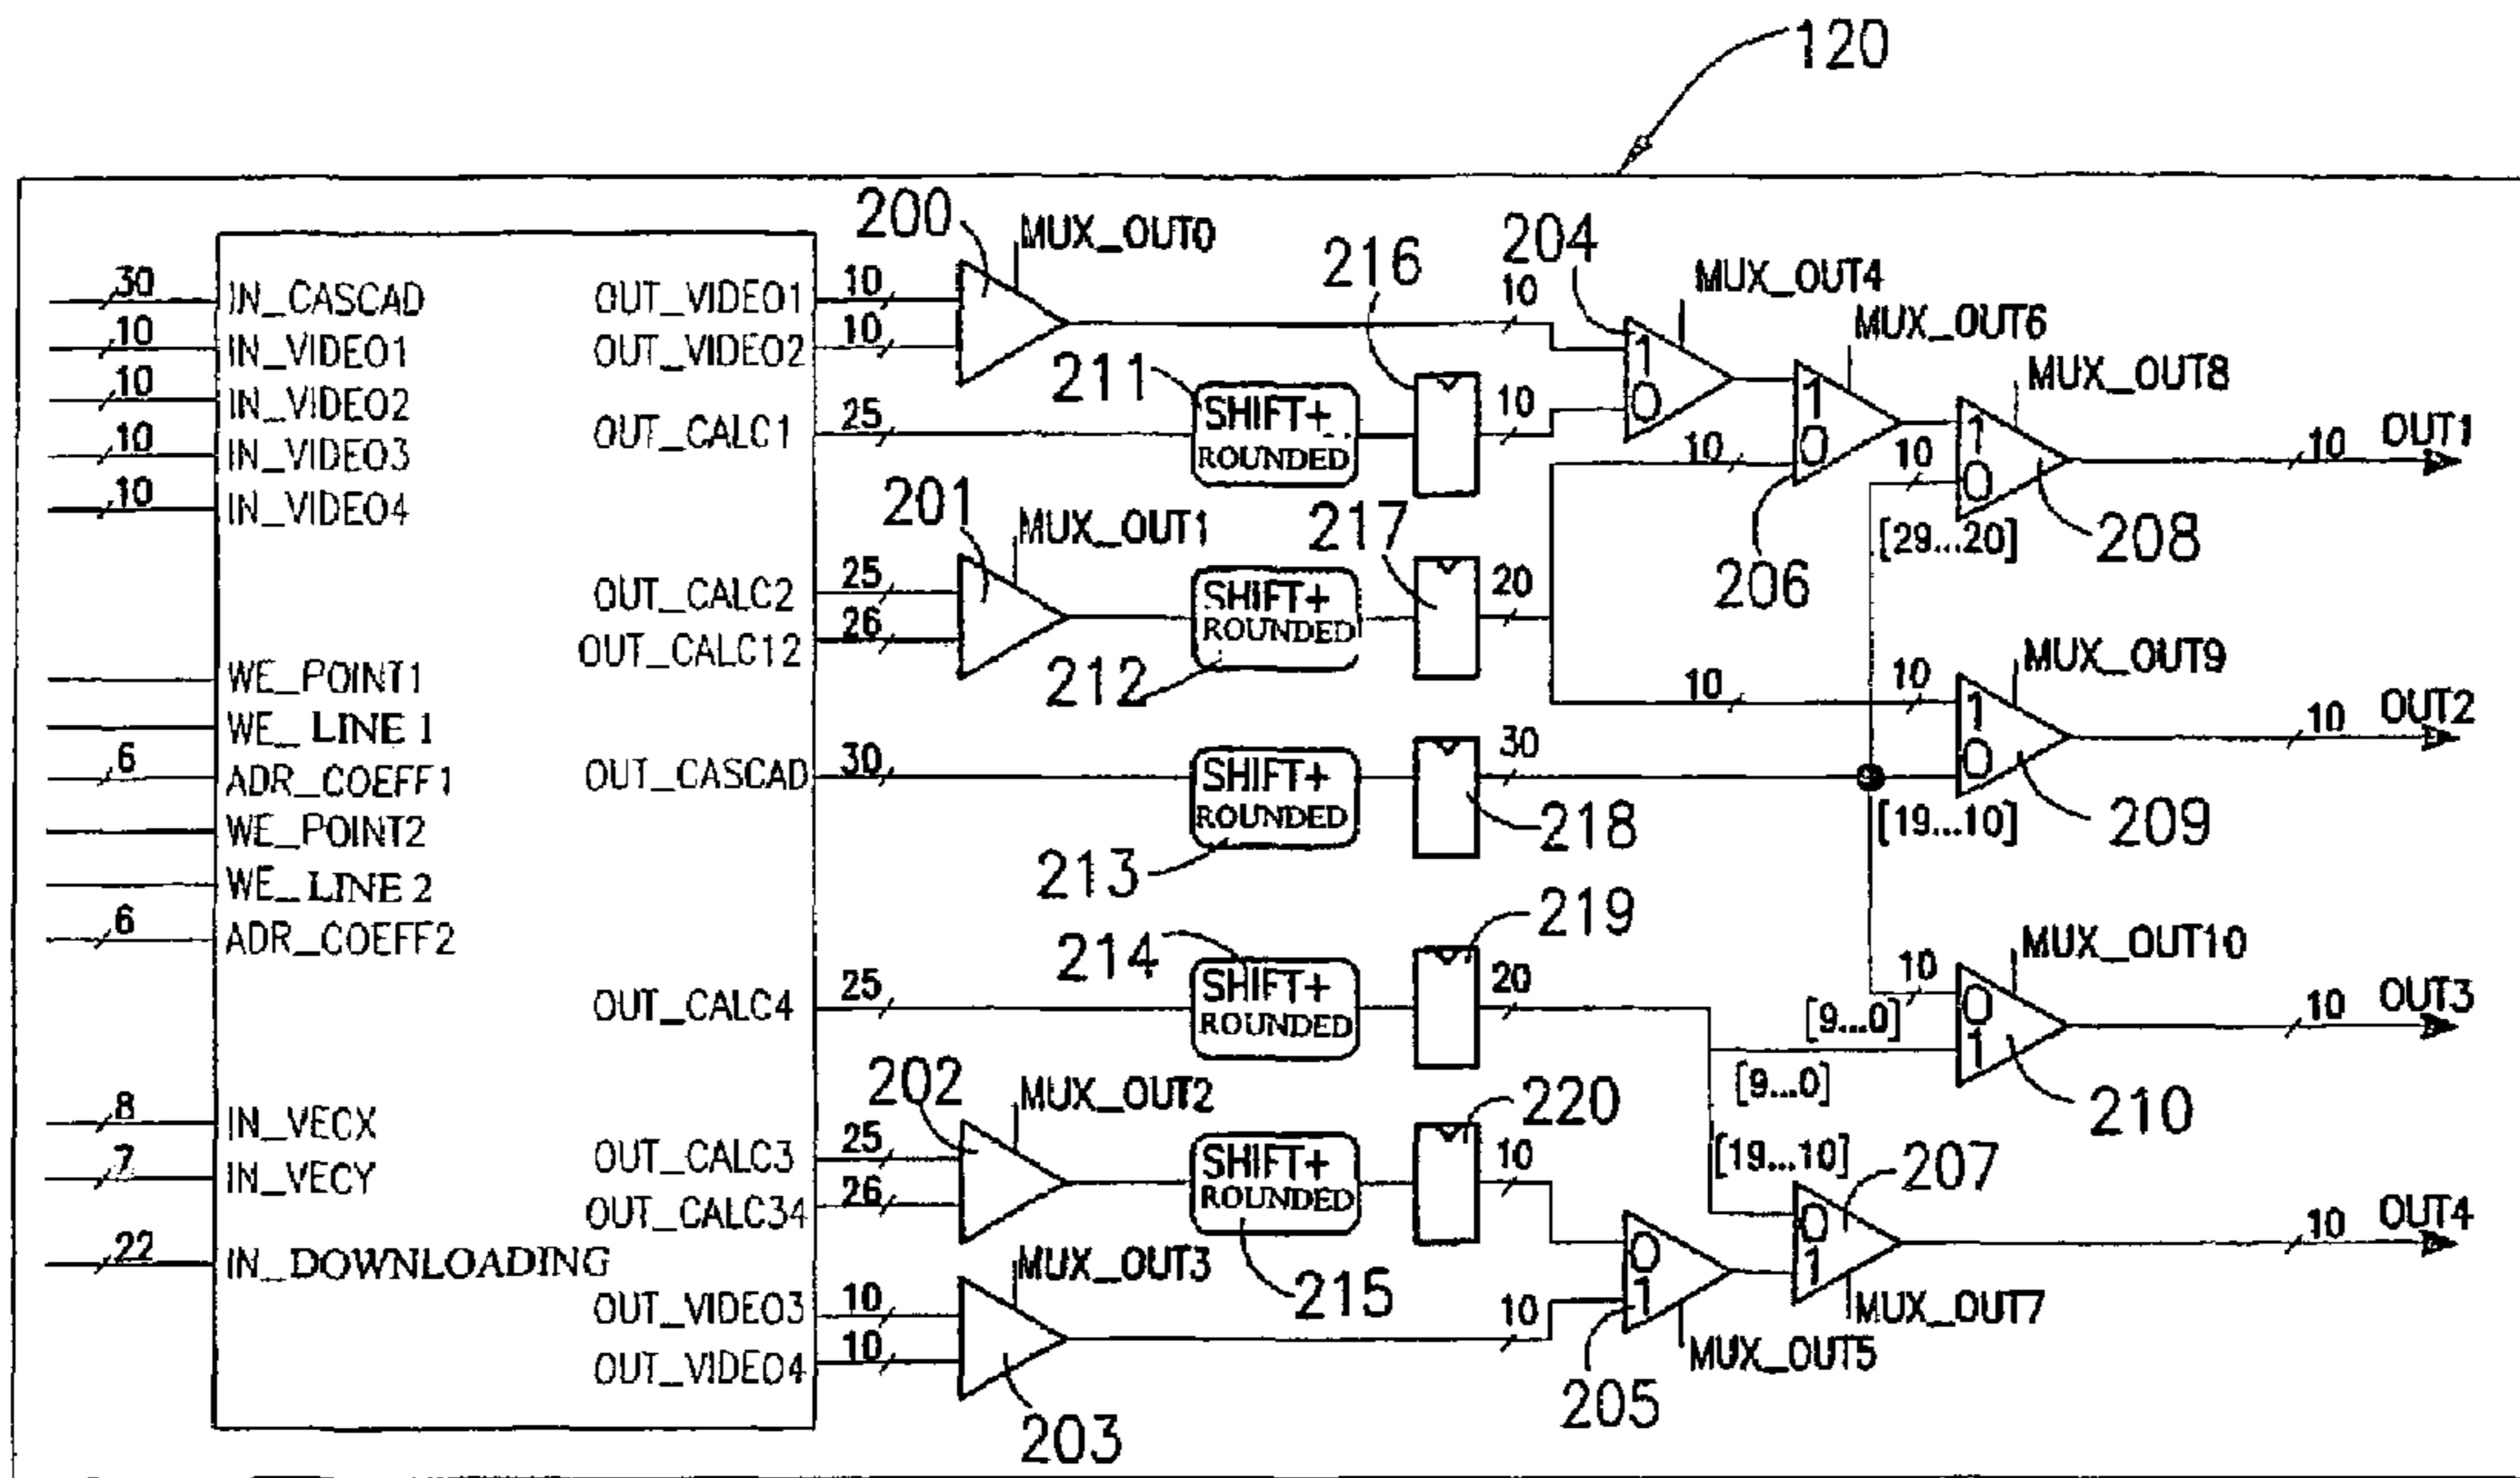 120
200
MUX_OUT0
204
216
MUX_OUT4
MUX_OUT6
MUX_OUT8
30
IN_CASCAD
10
IN_VIDEO1
10
IN_VIDEO2
10
IN_VIDEO3
10
IN_VIDEO4
WE_POINT1
WE_ LINE 1
6
ADR_COEFF1
WE_POINT2
WE_LINE 2
6
ADR_COEFF2
8
IN_VECX
7
IN_VECY
22
IN_DOWNLOADING
OUT_VIDEO1
10
OUT_VIDEO2
10
OUT_CALC1
25
OUT_CALC2
25
OUT_CALC12
26
OUT_CASCAD
30
OUT_CALC4
25
OUT_CALC3
25
OUT_CALC34
26
OUT_VIDEO3
10
OUT_VIDEO4
10
201
MUX_OUT1
202
MUX_OUT2
MUX_OUT3
203
211
SHIFT+
ROUNDED
212
SHIFT+
ROUNDED
213
SHIFT+
ROUNDED
214
SHIFT+
ROUNDED
215
SHIFT+
ROUNDED
217
218
219
220
10
10
20
30
20
10
10
1
0
10
1
0
206
10
1
0
[29...20]
208
10
OUT1
10
10
MUX_OUT9
1
0
[19...10]
209
10
OUT2
10
MUX_OUT10
0
1
[9...0]
[9...0]
210
10
OUT3
[19...10]
207
0
1
MUX_OUT7
0
1
MUX_OUT5
205
10
OUT4